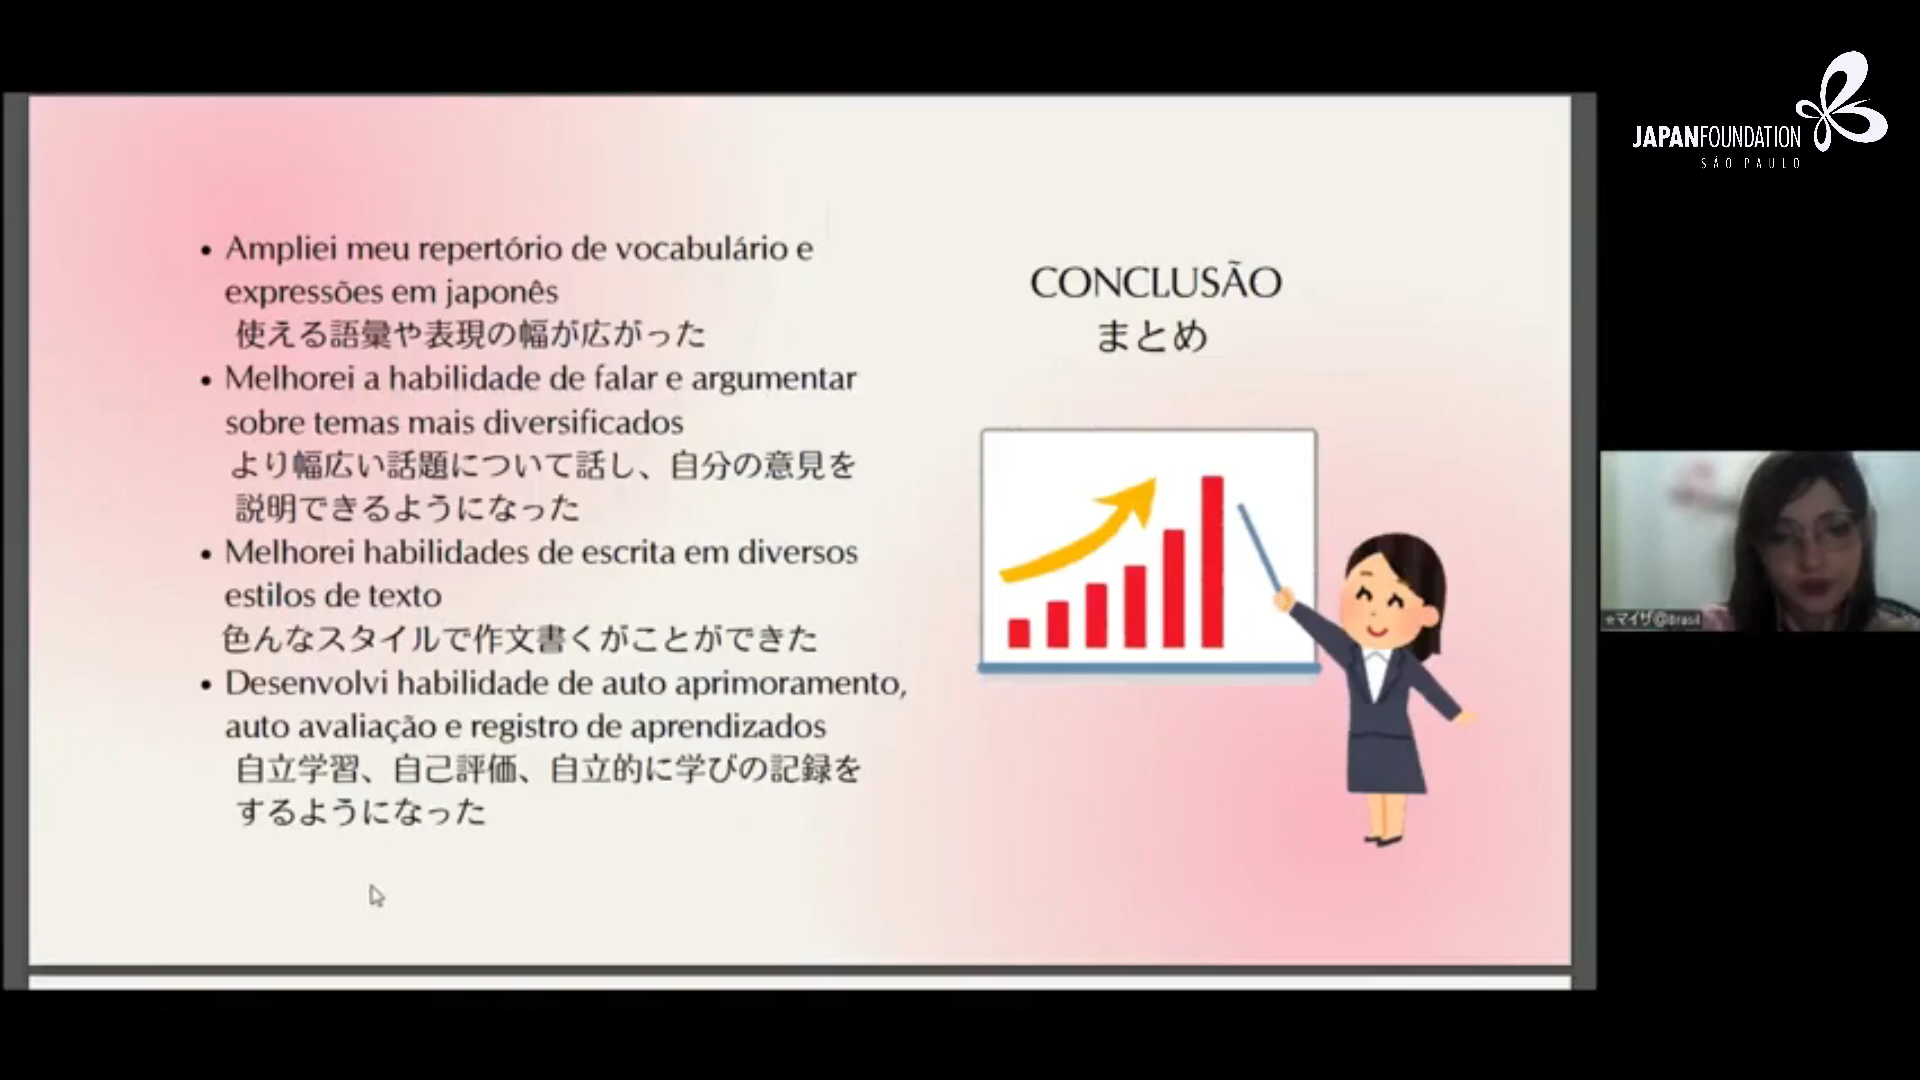 • Ampliei meu repertório de vocabulário e
expressões em japonês
使える語彙や表現の幅が広がった
• Melhorei a habilidade de falar e argumentar
sobre temas mais diversificados
より幅広い話題について話し、自分の意見を
説明できるようになった
• Melhorei habilidades de escrita em diversos
estilos de texto
色んなスタイルで作文書くがことができた
• Desenvolvi habilidade de auto aprimoramento,
auto avaliação e registro de aprendizados
自立学習、自己評価、自立的に学びの記録を
するようになった
CONCLUSÃO
まとめ
JAPANFOUNDATION
SÃO PAULO
☆マイザ@Brasil